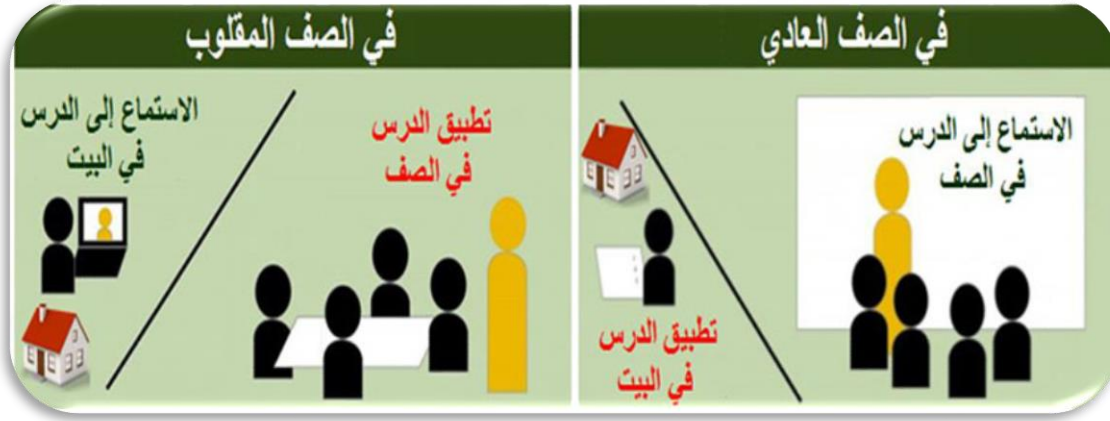 في الصف العادي
الاستماع إلى الدرس
في الصف
تطبيق الدرس
في البيت
في الصف المقلوب
تطبيق الدرس
في الصف
الاستماع إلى الدرس
في البيت